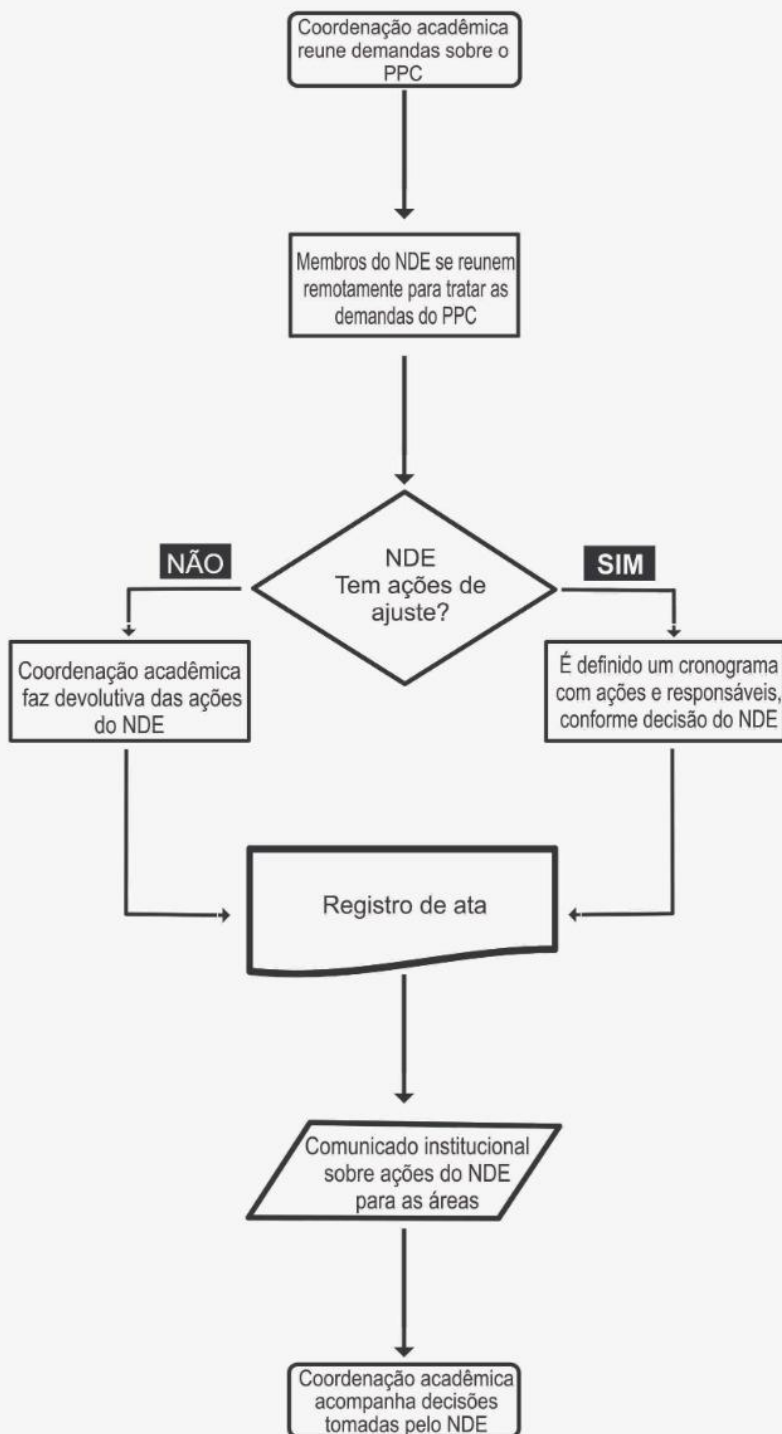 Coordenação acadêmica
reune demandas sobre o
PPC
Membros do NDE se reunem
remotamente para tratar as
demandas do PPC
NDE
Tem ações de
ajuste?
NÃO
SIM
Coordenação acadêmica
faz devolutiva das ações
do NDE
É definido um cronograma
com ações e responsáveis,
conforme decisão do NDE
Registro de ata
Comunicado institucional
sobre ações do NDE
para as áreas
Coordenação acadêmica
acompanha decisões
tomadas pelo NDE